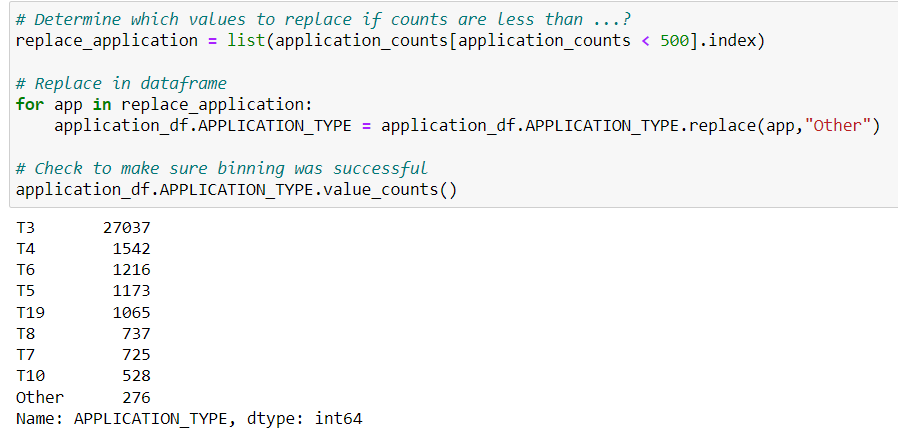 # Determine which values to replace if counts are less than ...?
replace_application = list(application_counts[application_counts < 500].index)
# Replace in dataframe
for app in replace_application:
    application_df.APPLICATION_TYPE = application_df.APPLICATION_TYPE.replace(app,"Other")
# Check to make sure binning was successful
application_df.APPLICATION_TYPE.value_counts()
T3       27037
T4        1542
T6        1216
T5        1173
T19       1065
T8         737
T7         725
T10        528
Other      276
Name: APPLICATION_TYPE, dtype: int64